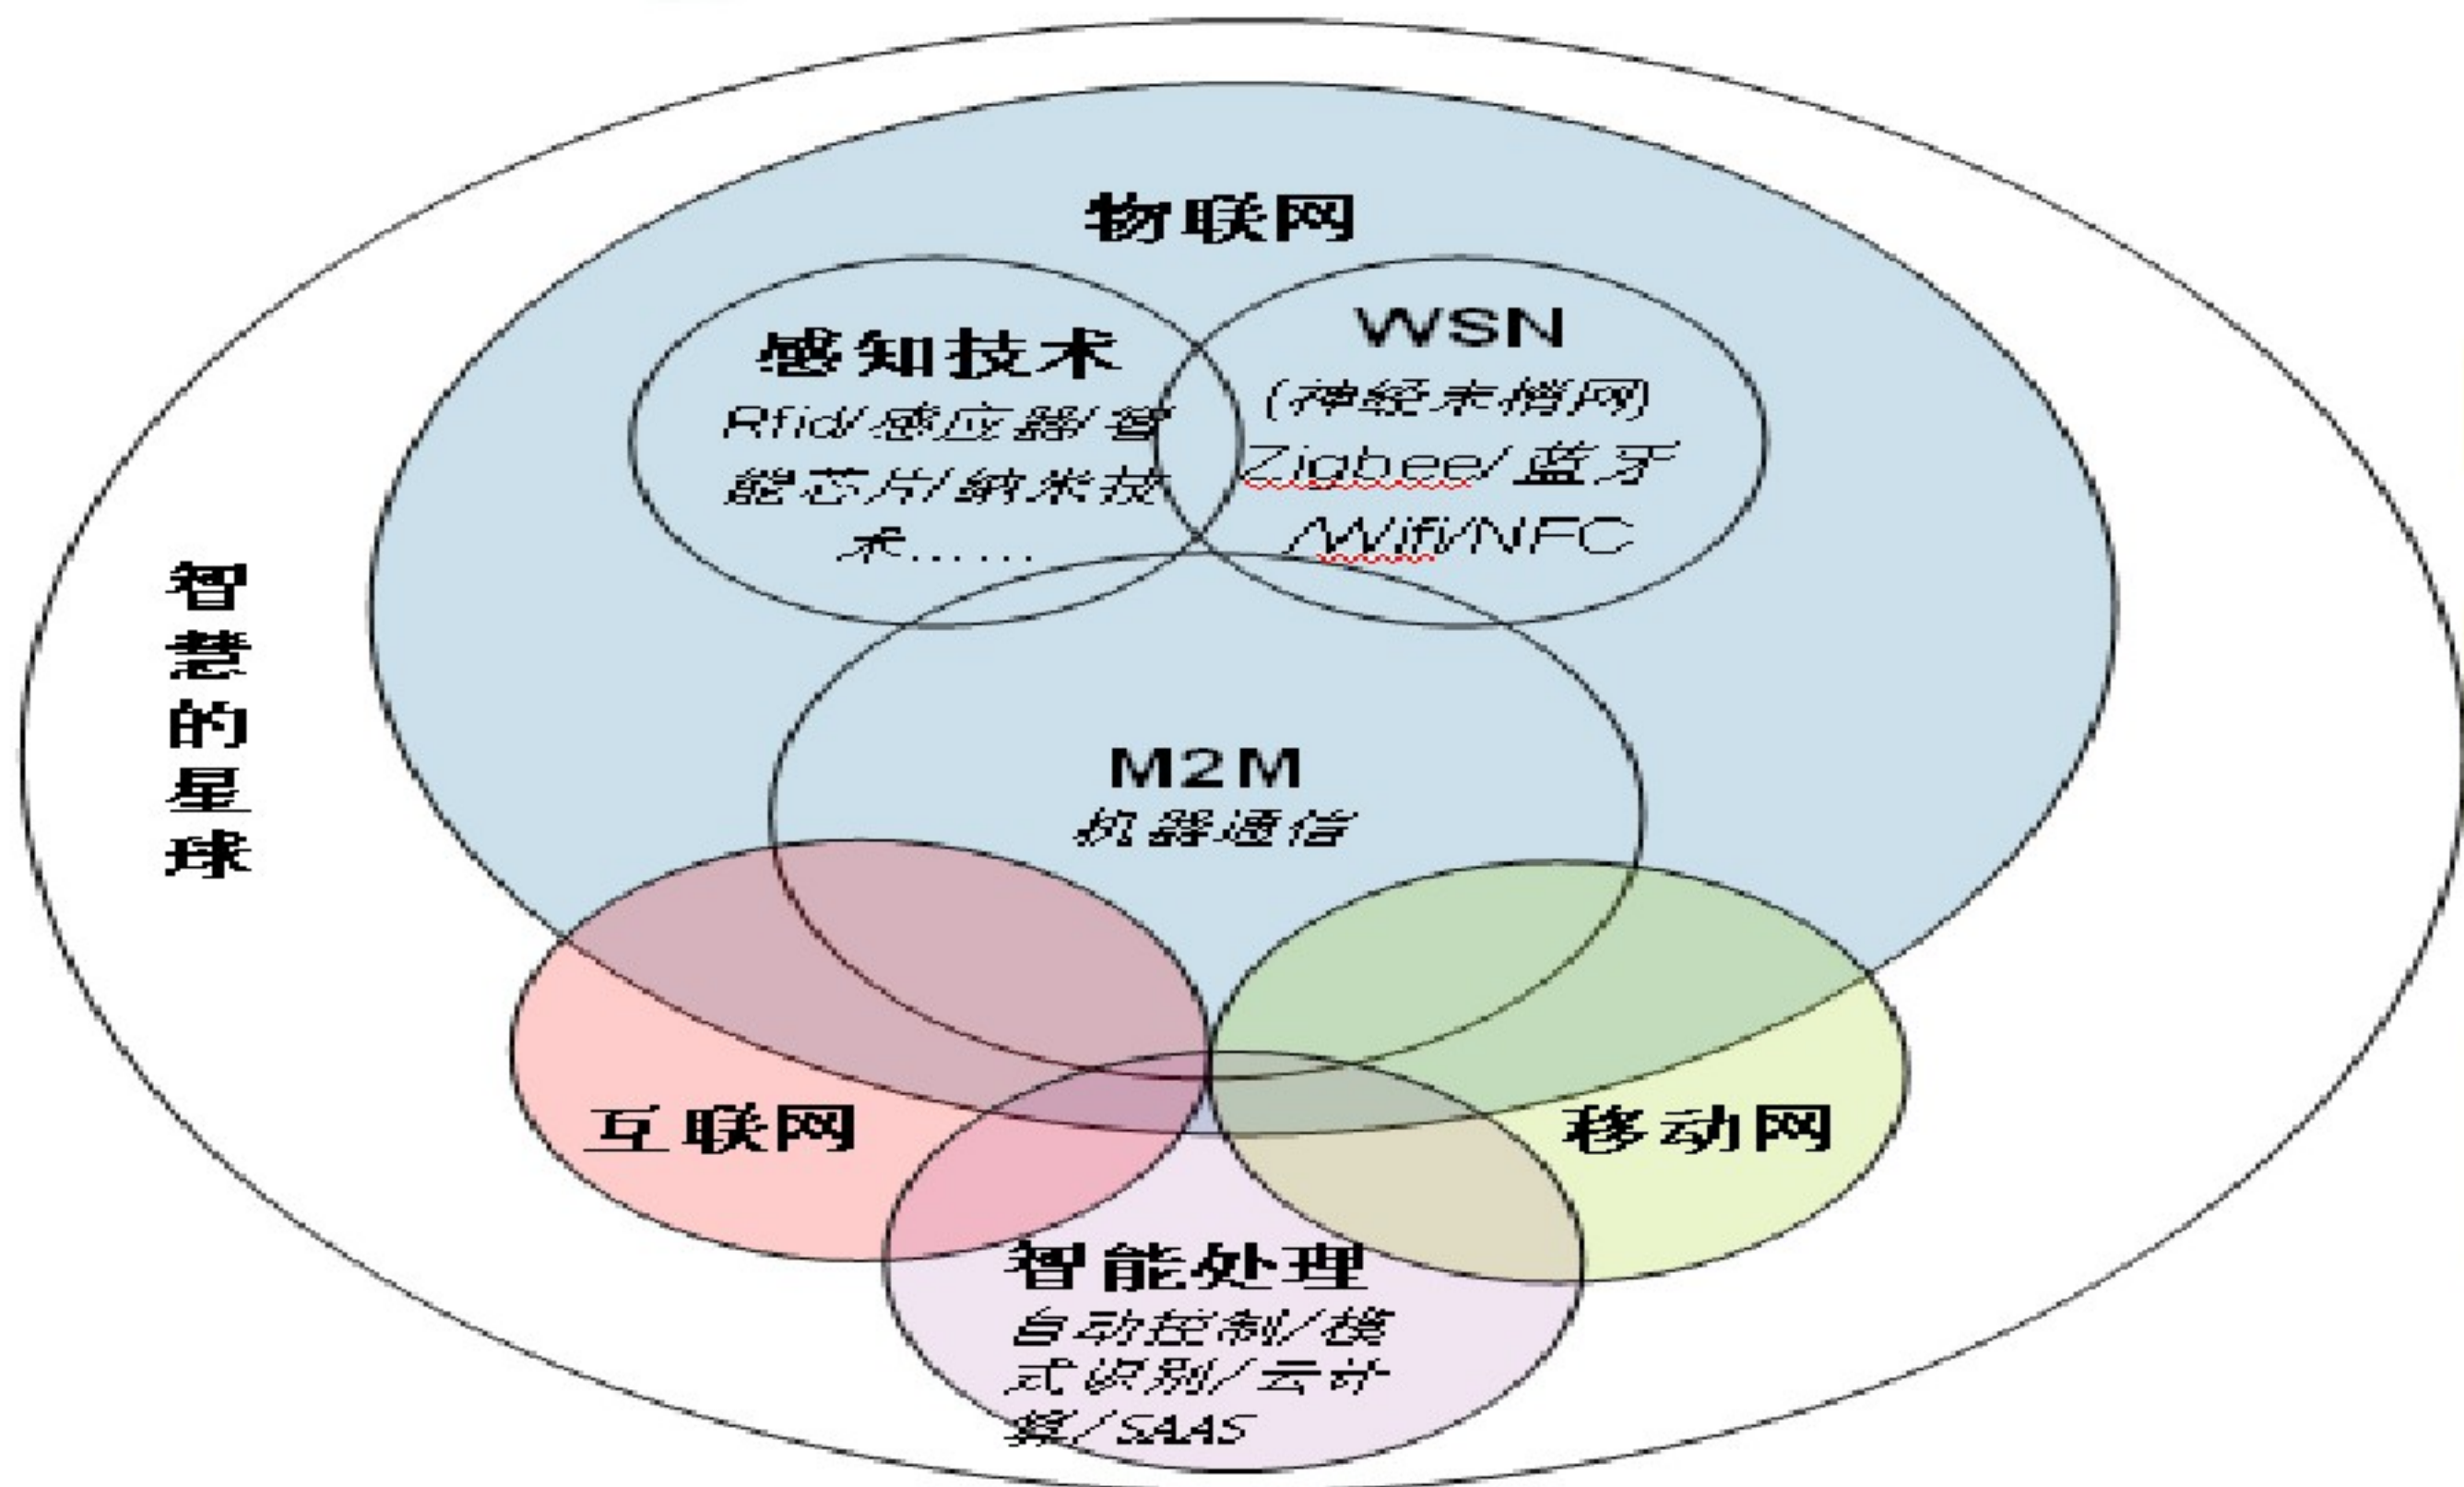 物联网
感知技术
Rfid/感应器/智
能芯片/纳米技
术……
WSN
(神经末梢网)
Zigbee/蓝牙
/Wifi/NFC
智
慧
的
星
球
M2M
机器通信
互联网
移动网
智能处理
自动控制/模
式识别/云计
算/SAAS